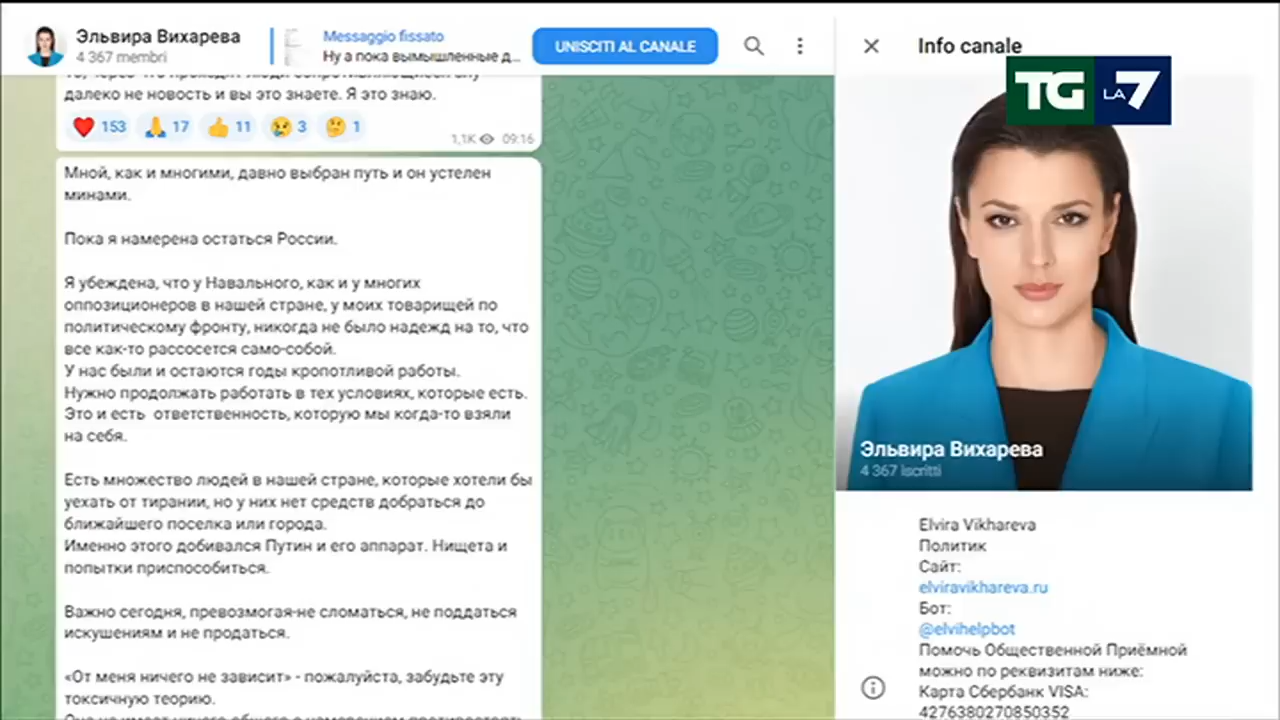 Эльвира Вихарева
4 367 membri
Messaggio fissato
Ну а пока вымышленные д...
UNISCITI AL CANALE
Info canale
TG LA7
далеко не новость и вы это знаете. Я это знаю.
153 17 11 3 1
1,1K 09:16
Мной, как и многими, давно выбран путь и он устелен
минами.
Пока я намерена остаться России.
Я убеждена, что у Навального, как и у многих
оппозиционеров в нашей стране, у моих товарищей по
политическому фронту, никогда не было надежд на то, что
все как-то рассосется само-собой.
У нас были и остаются годы кропотливой работы.
Нужно продолжать работать в тех условиях, которые есть.
Это и есть ответственность, которую мы когда-то взяли
на себя.
Есть множество людей в нашей стране, которые хотели бы
уехать от тирании, но у них нет средств добраться до
ближайшего поселка или города.
Именно этого добивался Путин и его аппарат. Нищета и
попытки приспособиться.
Важно сегодня, превозмогая-не сломаться, не поддаться
искушениям и не продаться.
«От меня ничего не зависит» - пожалуйста, забудьте эту
токсичную теорию.
Эльвира Вихарева
4 367 iscritti
Elvira Vikhareva
Политик
Сайт:
elviravikhareva.ru
Бот:
@elvihelpbot
Помочь Общественной Приёмной
можно по реквизитам ниже:
Карта Сбербанк VISA:
4276380270850352